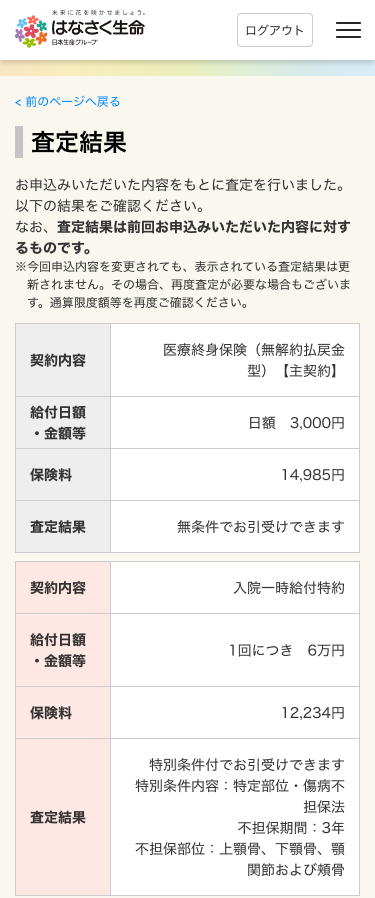 未来に花を咲かせましょう。
はなさく生命
日本生命グループ
ログアウト
< 前のページへ戻る
査定結果
お申込みいただいた内容をもとに査定を行いました。
以下の結果をご確認ください。
なお、査定結果は前回お申込みいただいた内容に対す
るものです。
※今回申込内容を変更されても、表示されている査定結果は更
新されません。その場合、再度査定が必要な場合もございま
す。通算限度額等を再度ご確認ください。
契約内容
医療終身保険（無解約払戻金
型）【主契約】
給付日額
・金額等
日額　3,000円
保険料
14,985円
査定結果
無条件でお引受けできます
契約内容
入院一時給付特約
給付日額
・金額等
1回につき　6万円
保険料
12,234円
査定結果
特別条件付でお引受けできます
特別条件内容：特定部位・傷病不
担保法
不担保期間：3年
不担保部位：上顎骨、下顎骨、顎
関節および頬骨